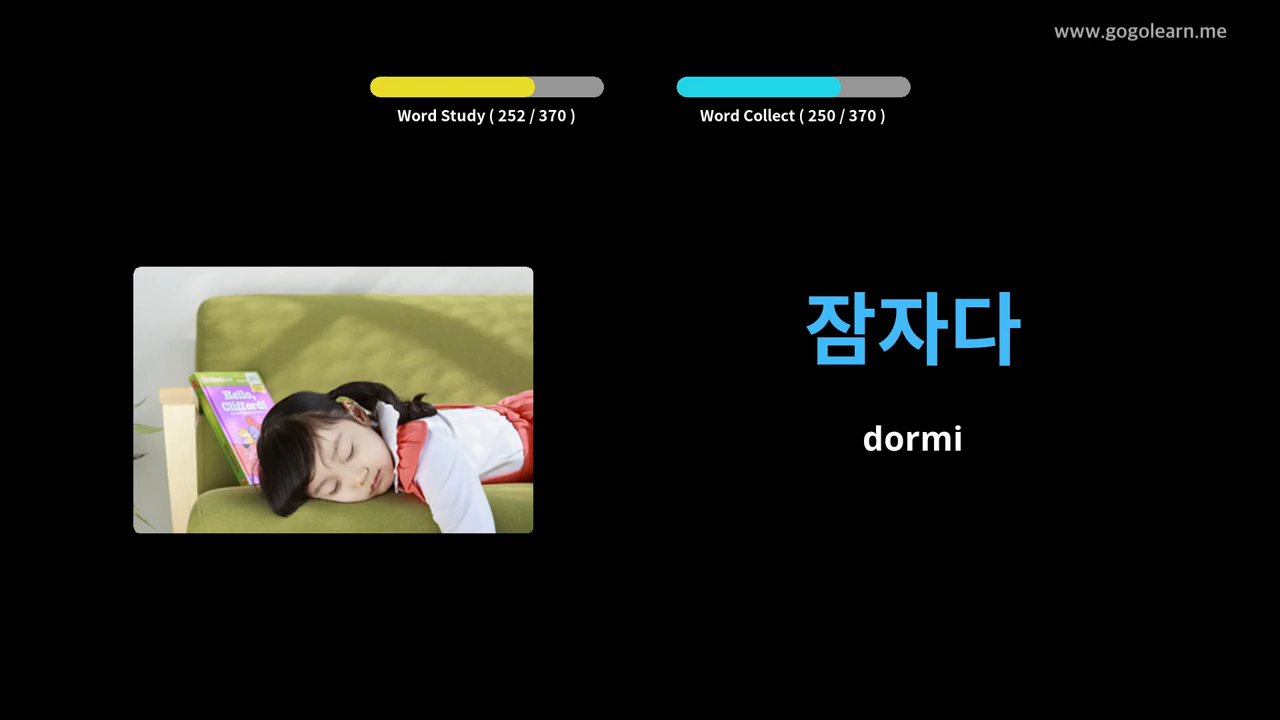 www.gogolearn.me
Word Study ( 252 / 370 )
Word Collect ( 250 / 370 )
잠자다
dormi
Hello,
Clifford!